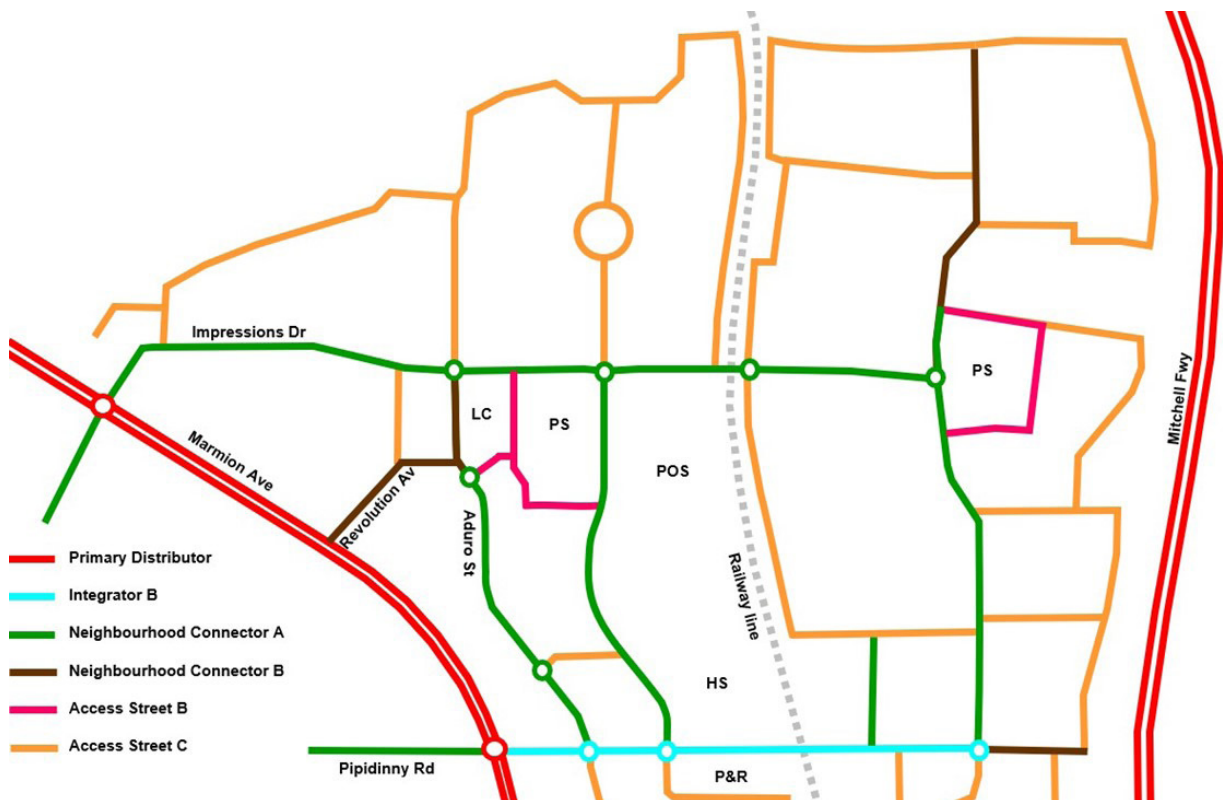 Impressions Dr
Mitchell Fwy
LC
PS
PS
Marmion Ave
POS
Revolution Av
Aduro St
Railway line
Primary Distributor
Integrator B
Neighbourhood Connector A
Neighbourhood Connector B
HS
Access Street B
Access Street C
Pipidinny Rd
P&R